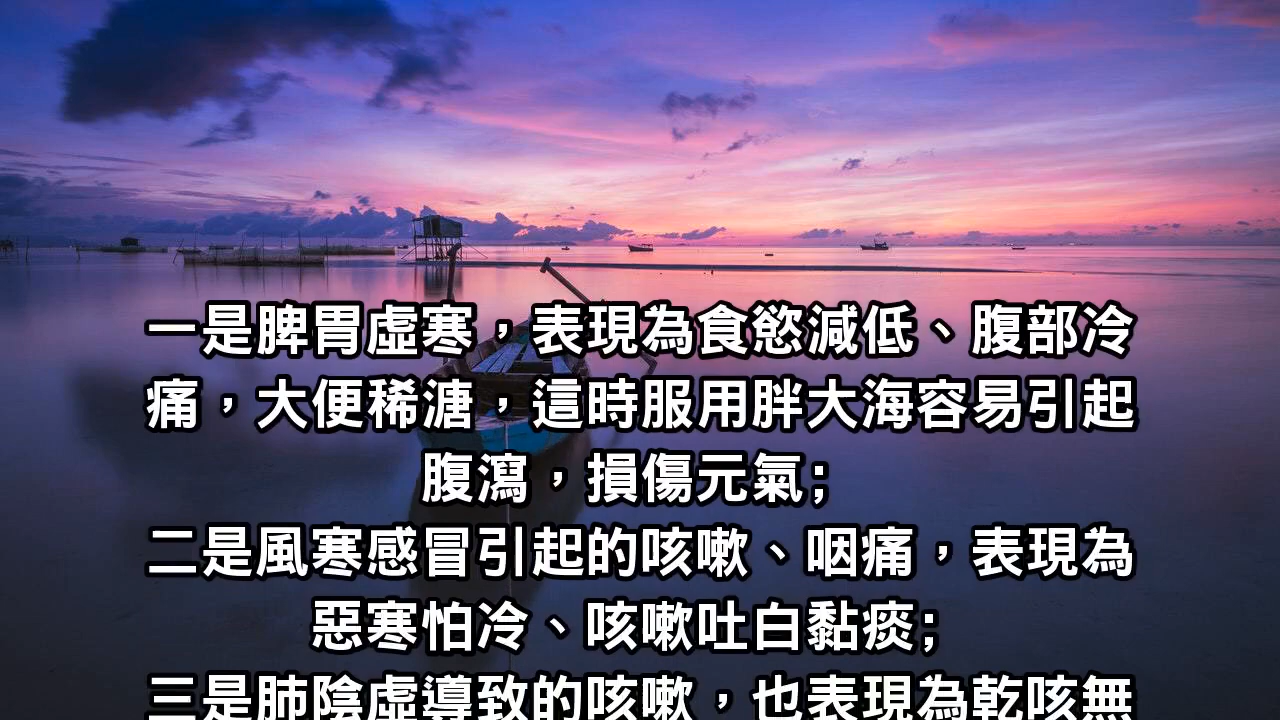 一是脾胃虛寒，表現為食慾減低、腹部冷
痛，大便稀溏，這時服用胖大海容易引起
腹瀉，損傷元氣；
二是風寒感冒引起的咳嗽、咽痛，表現為
惡寒怕冷、咳嗽吐白黏痰；
三是肺陰虛導致的咳嗽，也表現為乾咳無